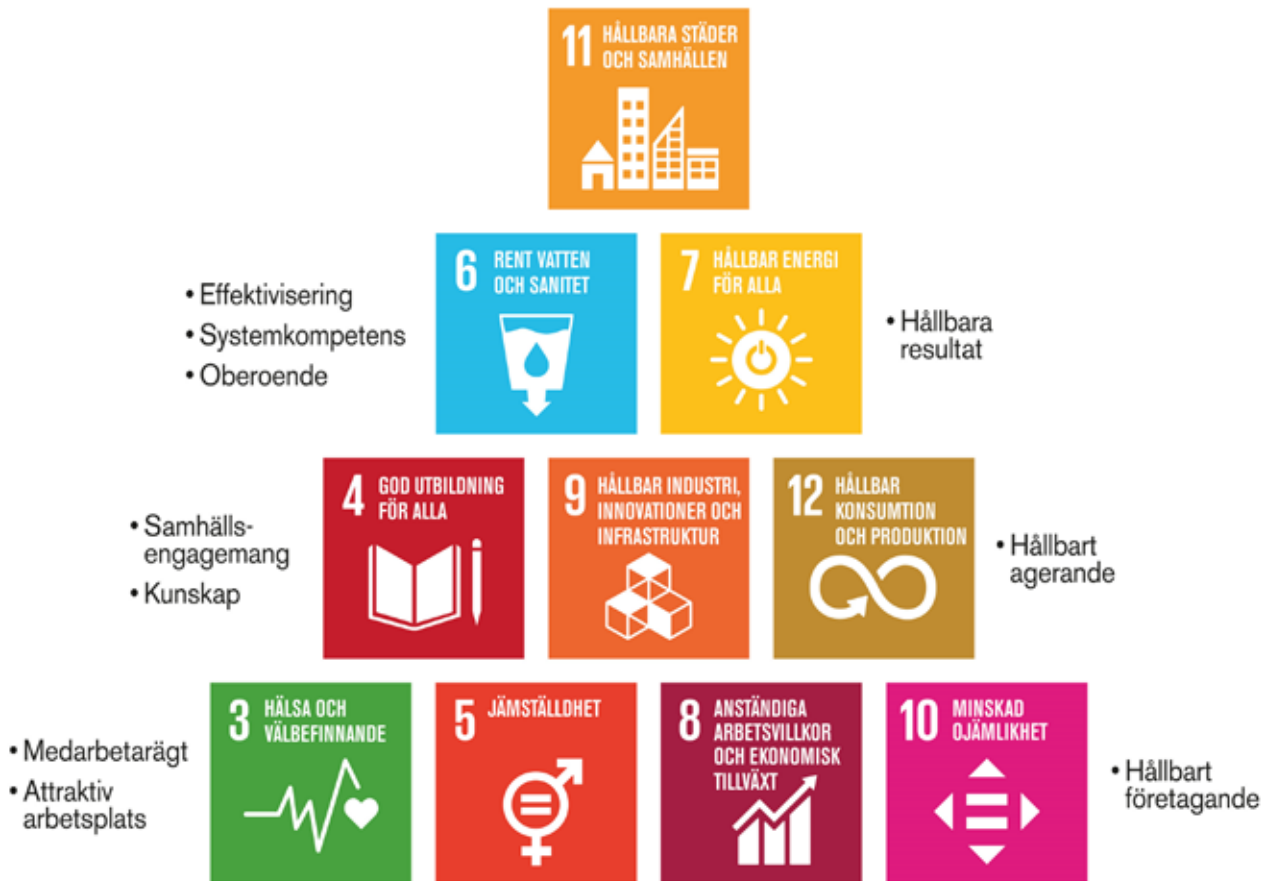 11 HÅLLBARA STÄDER
OCH SAMHÄLLEN
• Effektivisering
• Systemkompetens
• Oberoende
6 RENT VATTEN
OCH SANITET
7 HÅLLBAR ENERGI
FÖR ALLA
• Hållbara
resultat
• Samhälls-
engagemang
• Kunskap
4 GOD UTBILDNING
FÖR ALLA
9 HÅLLBAR INDUSTRI,
INNOVATIONER OCH
INFRASTRUKTUR
12 HÅLLBAR
KONSUMTION
OCH PRODUKTION
• Hållbart
agerande
• Medarbetarägt
• Attraktiv
arbetsplats
3 HÄLSA OCH
VÄLBEFINNANDE
5 JÄMSTÄLLDHET
8 ANSTÄNDIGA
ARBETSVILLKOR
OCH EKONOMISK
TILLVÄXT
10 MINSKAD
OJÄMLIKHET
• Hållbart
företagande